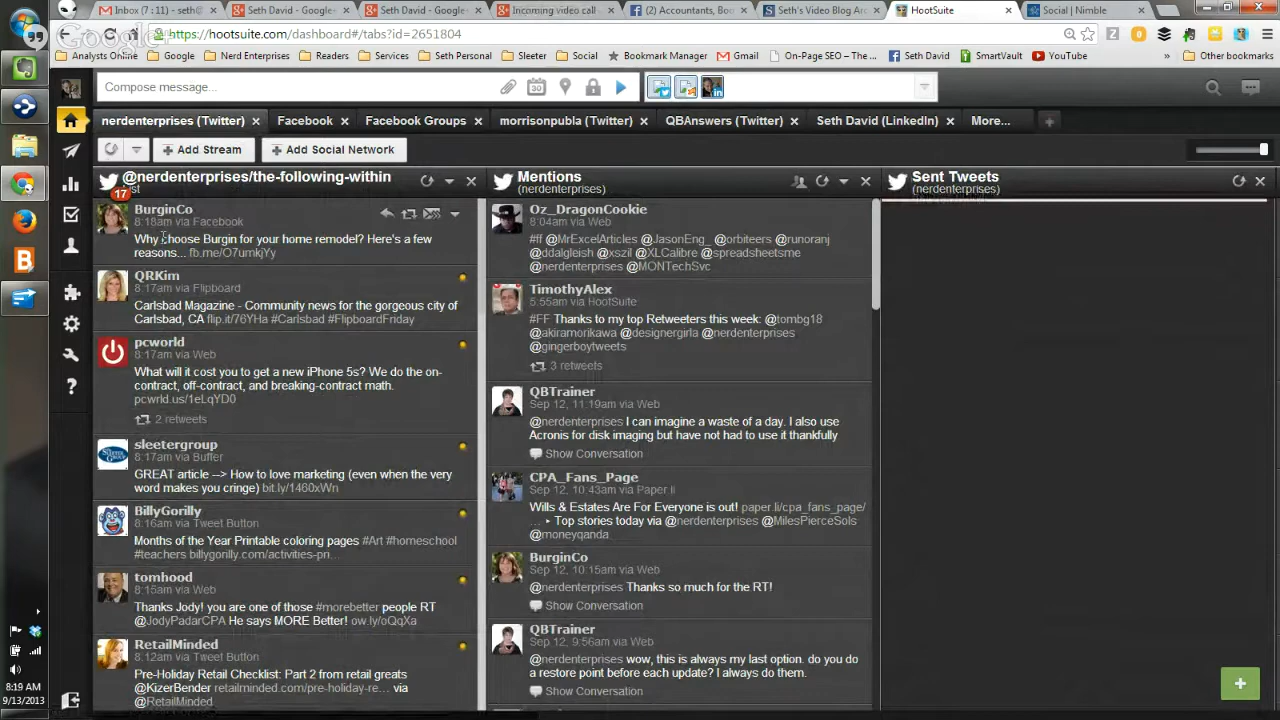 Inbox (7.11) - seth@
Seth David - Google+
Seth David - Google+
Incoming video call
(2) Accountants, Boo
Seth's Video Blog Arc
HootSuite
Social | Nimble
Google+
https://hootsuite.com/dashboard#/tabs?id=2651804
Analysts Online
Google
Nerd Enterprises
Readers
Services
Seth Personal
Sleeter
Social
Bookmark Manager
Gmail
On-Page SEO – The ...
Seth David
SmartVault
YouTube
»
Other bookmarks
Compose message...
nerdenterprises (Twitter)
Facebook
Facebook Groups
morrisonpubla (Twitter)
QBAnswers (Twitter)
Seth David (LinkedIn)
More...
Add Stream
Add Social Network
@nerdenterprises/the-following-within
17
BurginCo
8:18am via Facebook
Why choose Burgin for your home remodel? Here's a few
reasons... fb.me/O7umkjYy
QRKim
8:17am via Flipboard
Carlsbad Magazine - Community news for the gorgeous city of
Carlsbad, CA flip.it/76YHa #Carlsbad #FlipboardFriday
pcworld
8:17am via Web
What will it cost you to get a new iPhone 5s? We do the on-
contract, off-contract, and breaking-contract math.
pcwrld.us/1eLqYD0
2 retweets
sleetergroup
8:17am via Buffer
GREAT article --> How to love marketing (even when the very
word makes you cringe) bit.ly/1460xWn
BillyGorilly
8:16am via Tweet Button
Months of the Year Printable coloring pages #Art #homeschool
#teachers billygorilly.com/activities-pri...
tomhood
8:15am via Web
Thanks Jody! you are one of those #morebetter people RT
@JodyPadarCPA He says MORE Better! ow.ly/oQqXa
RetailMinded
8:12am via Tweet Button
Pre-Holiday Retail Checklist: Part 2 from retail greats
@KizerBender retailminded.com/pre-holiday-re... via
@RetailMinded
Mentions
(nerdenterprises)
Oz_DragonCookie
8:04am via Web
#ff @MrExcelArticles @JasonEng_ @orbiteers @runoranj
@ddalgleish @xszil @XLCalibre @spreadsheetsme
@nerdenterprises @MONTechSvc
TimothyAlex
5:55am via HootSuite
#FF Thanks to my top Retweeters this week: @tombg18
@akiramorikawa @designergirla @nerdenterprises
@gingerboytweets
3 retweets
QBTrainer
Sep 12, 11:19am via Web
@nerdenterprises I can imagine a waste of a day. I also use
Acronis for disk imaging but have not had to use it thankfully
Show Conversation
CPA_Fans_Page
Sep 12, 10:43am via Paper.li
Wills & Estates Are For Everyone is out! paper.li/cpa_fans_page/
... ▸ Top stories today via @nerdenterprises @MilesPierceSols
@moneyqanda
BurginCo
Sep 12, 10:15am via Web
@nerdenterprises Thanks so much for the RT!
Show Conversation
QBTrainer
Sep 12, 9:56am via Web
@nerdenterprises wow, this is always my last option. do you do
a restore point before each update? I always do them.
Show Conversation
Sent Tweets
(nerdenterprises)
8:19 AM
9/13/2013